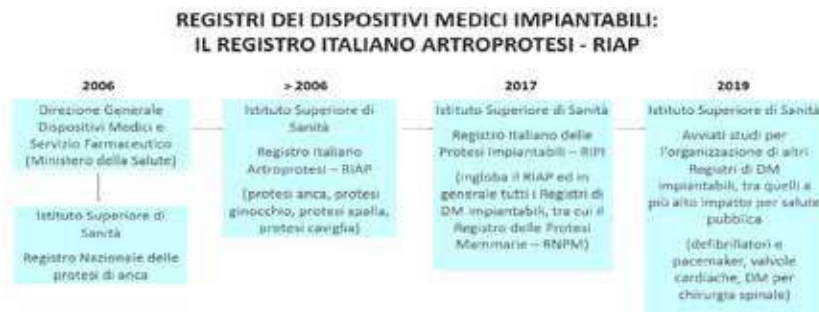 REGISTRI DEI DISPOSITIVI MEDICI IMPIANTABILI:
IL REGISTRO ITALIANO ARTROPROTESI - RIAP
2006
Direzione Generale
Dispositivi Medici e
Servizio Farmaceutico
(Ministero della Salute)
Istituto Superiore di
Sanità
Registro Nazionale delle
protesi di anca
> 2006
Istituto Superiore di
Sanità
Registro Italiano
Artroprotesi – RIAP
(protesi anca, protesi
ginocchio, protesi spalla,
protesi caviglia)
2017
Istituto Superiore di Sanità
Registro Italiano delle
Protesi Impiantabili – RIPI
(ingloba il RIAP ed in
generale tutti i Registri di
DM impiantabili, tra cui il
Registro delle Protesi
Mammarie – RNPM)
2019
Istituto Superiore di Sanità
Avviati studi per
l'organizzazione di altri
Registri di DM
impiantabili, tra quelli a
più alto impatto per salute
pubblica
(defibrillatori e
pacemaker, valvole
cardiache, DM per
chirurgia spinale)